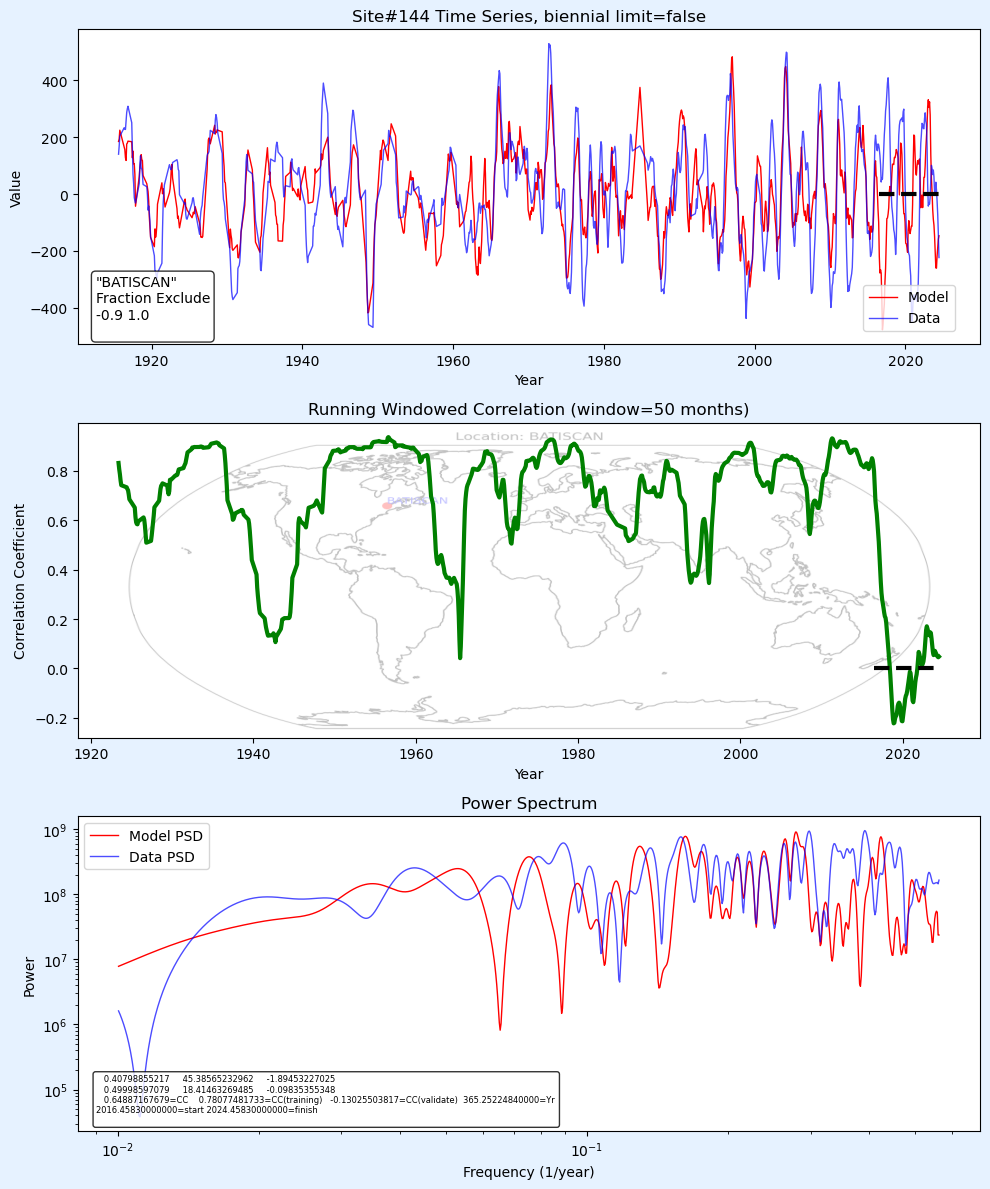 Site#144 Time Series, biennial limit=false
Value
400
200
0
−200
−400
"BATISCAN"
Fraction Exclude
-0.9 1.0
Model
Data
1920 1940 1960 1980 2000 2020
Year
Running Windowed Correlation (window=50 months)
Location: BATISCAN
BATISCAN
Correlation Coefficient
0.8
0.6
0.4
0.2
0.0
−0.2
1920 1940 1960 1980 2000 2020
Year
Power Spectrum
Model PSD
Data PSD
Power
10^9
10^8
10^7
10^6
10^5
0.40798855217 45.38565232962 -1.89453227025
0.49998597079 18.41463269485 -0.09835355348
0.64887167679=CC 0.78077481733=CC(training) -0.13025503817=CC(validate) 365.25224840000=Yr
2016.45830000000=start 2024.45830000000=finish
10^−2 10^−1
Frequency (1/year)